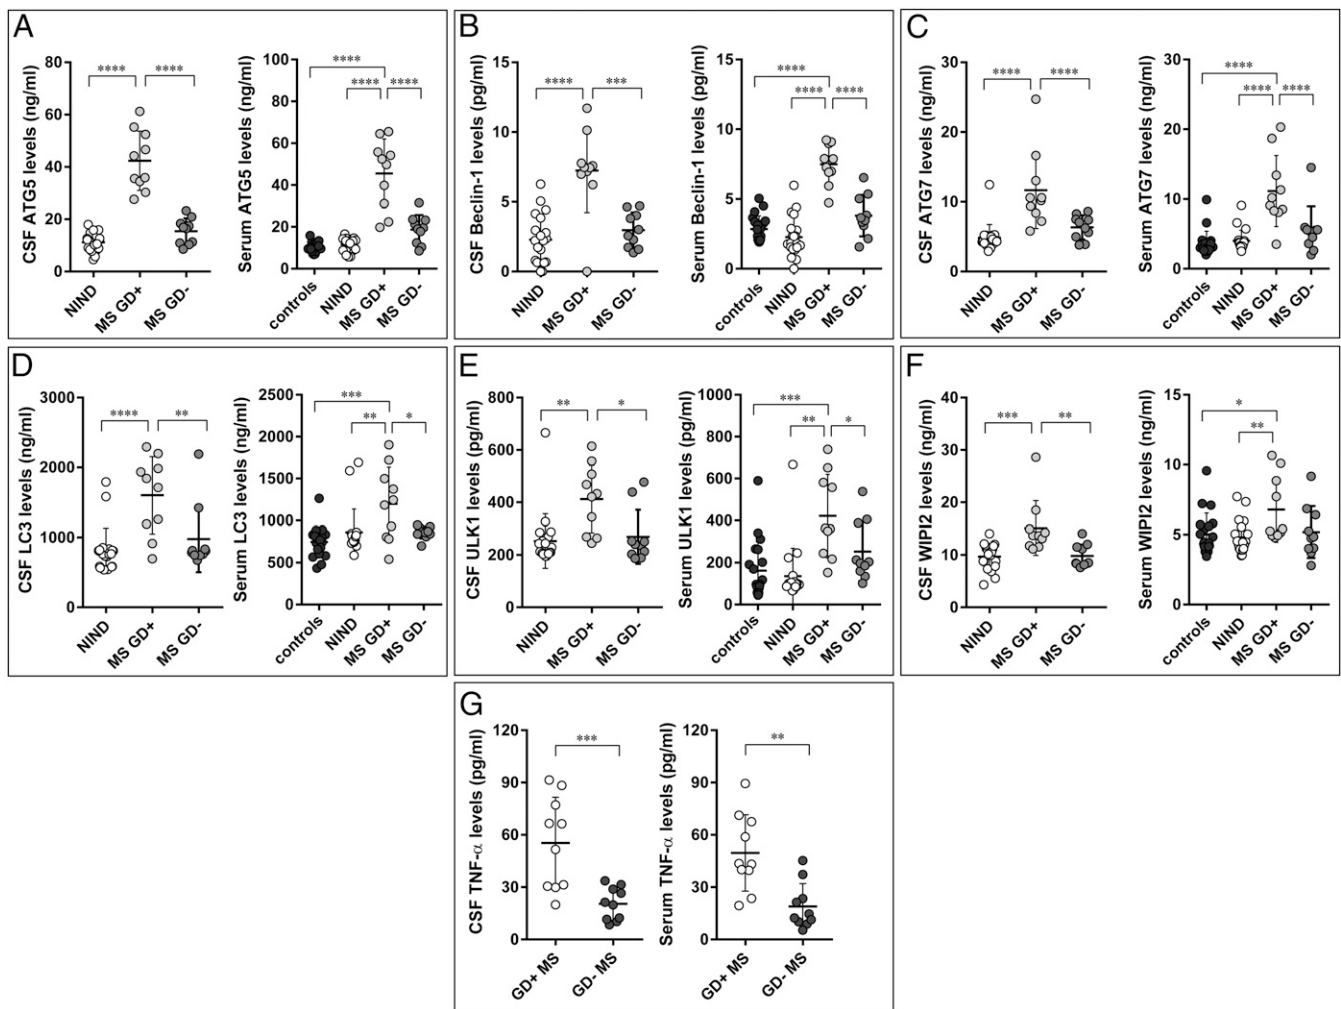 A
CSF ATG5 levels (ng/ml)
80
60
40
20
0
****
****
NIND
MS GD+
MS GD-
Serum ATG5 levels (ng/ml)
100
80
60
40
20
0
****
****
****
controls
NIND
MS GD+
MS GD-
B
CSF Beclin-1 levels (pg/ml)
15
10
5
0
****
***
NIND
MS GD+
MS GD-
Serum Beclin-1 levels (pg/ml)
15
10
5
0
****
****
****
controls
NIND
MS GD+
MS GD-
C
CSF ATG7 levels (ng/ml)
30
20
10
0
****
****
NIND
MS GD+
MS GD-
Serum ATG7 levels (ng/ml)
30
20
10
0
****
****
****
controls
NIND
MS GD+
MS GD-
D
CSF LC3 levels (ng/ml)
3000
2000
1000
0
****
**
NIND
MS GD+
MS GD-
Serum LC3 levels (ng/ml)
2500
2000
1500
1000
500
0
***
**
*
controls
NIND
MS GD+
MS GD-
E
CSF ULK1 levels (pg/ml)
800
600
400
200
0
**
*
NIND
MS GD+
MS GD-
Serum ULK1 levels (pg/ml)
1000
800
600
400
200
0
***
**
*
controls
NIND
MS GD+
MS GD-
F
CSF WIPI2 levels (ng/ml)
40
30
20
10
0
***
**
NIND
MS GD+
MS GD-
Serum WIPI2 levels (ng/ml)
15
10
5
0
*
**
controls
NIND
MS GD+
MS GD-
G
CSF TNF-α levels (pg/ml)
120
90
60
30
0
***
GD+ MS
GD- MS
Serum TNF-α levels (pg/ml)
120
90
60
30
0
**
GD+ MS
GD- MS